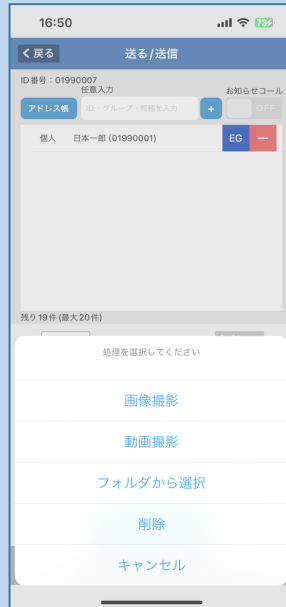 16:50
73
戻る
送る/送信
ID番号：01990007
任意入力
お知らせコール
アドレス帳
ID、グループ、投稿を入力
+
OFF
個人 日本一郎 (01990001)
EG
残り19件(最大20件)
処理を選択してください
画像撮影
動画撮影
フォルダから選択
削除
キャンセル